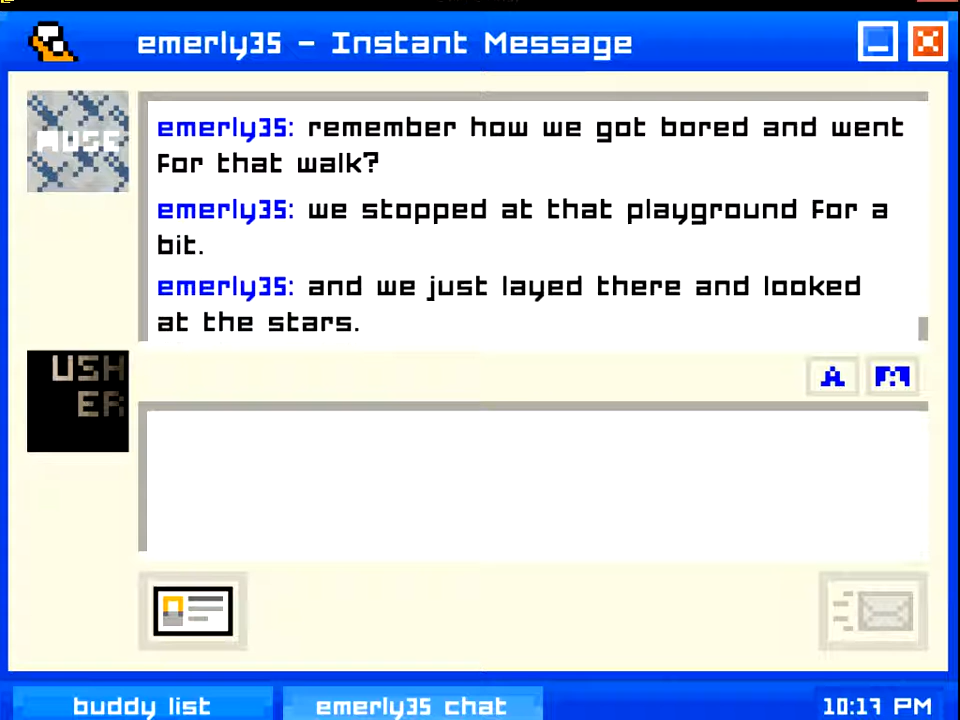 emerly35 - Instant Message
MUSE
emerly35: remember how we got bored and went
for that walk?
emerly35: we stopped at that playground for a
bit.
emerly35: and we just layed there and looked
at the stars.
USH
ER
A
buddy list
emerly35 chat
10:17 PM